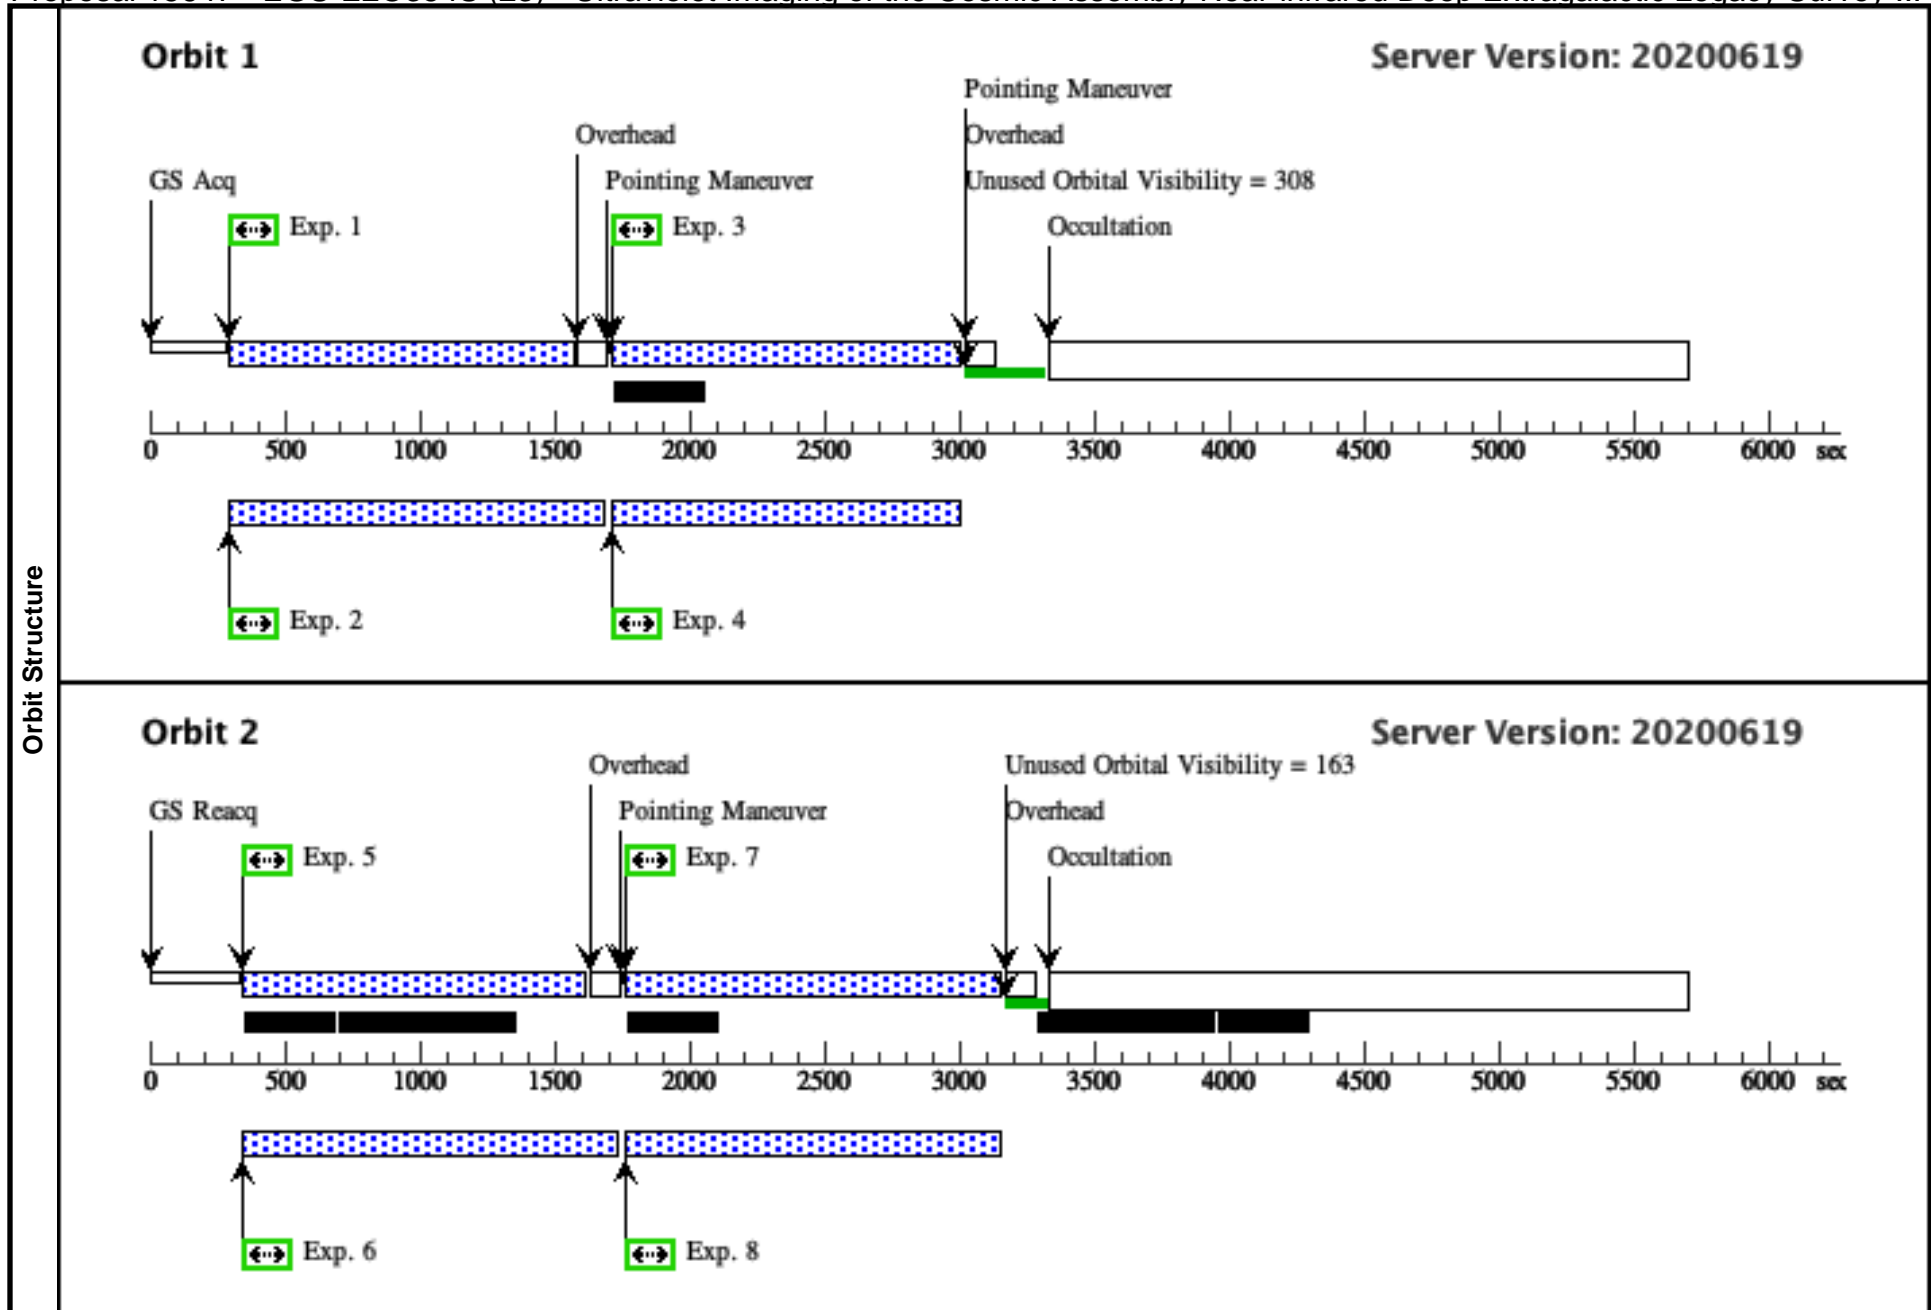 Orbit Structure
Orbit 1
Server Version: 20200619
Pointing Maneuver
Overhead
Overhead
GS Acq
Pointing Maneuver
Unused Orbital Visibility = 308
Exp. 1
Exp. 3
Occultation
0 500 1000 1500 2000 2500 3000 3500 4000 4500 5000 5500 6000 sec
Exp. 2
Exp. 4
Orbit 2
Server Version: 20200619
Overhead
Unused Orbital Visibility = 163
GS Reacq
Pointing Maneuver
Overhead
Exp. 5
Exp. 7
Occultation
0 500 1000 1500 2000 2500 3000 3500 4000 4500 5000 5500 6000 sec
Exp. 6
Exp. 8